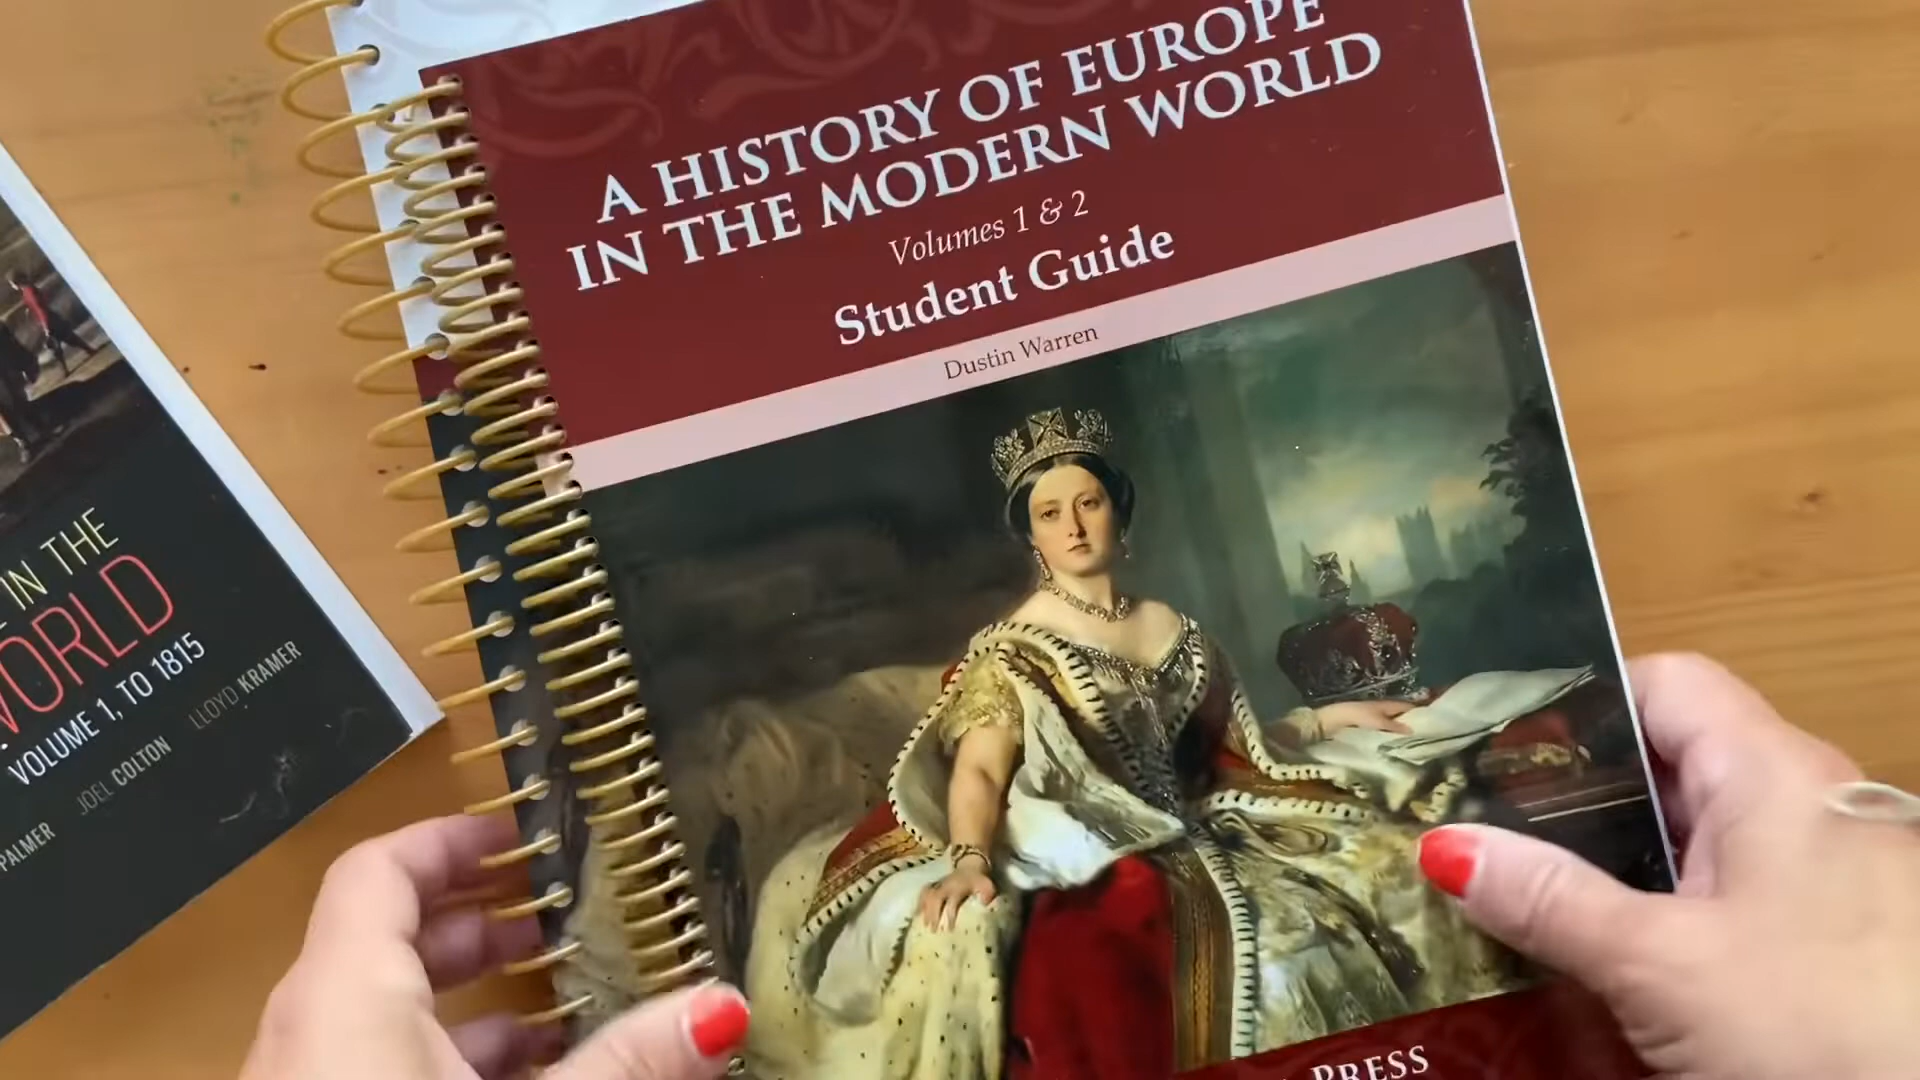 A HISTORY OF EUROPE
IN THE MODERN WORLD
Volumes 1 & 2
Student Guide
Dustin Warren
PRESS
IN THE
WORLD
VOLUME 1, TO 1815
PALMER JOEL COLTON LLOYD KRAMER